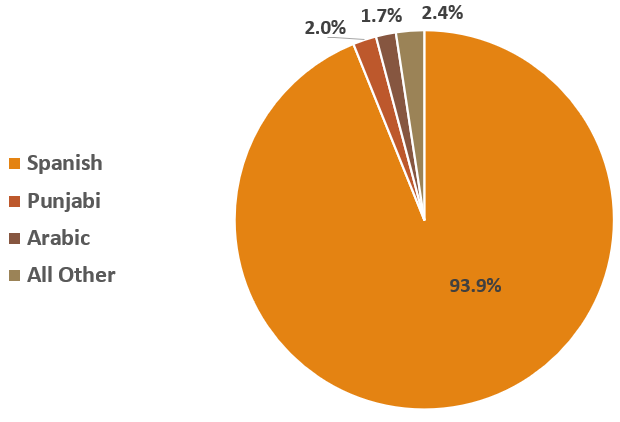 2.0%
1.7%
2.4%
Spanish
Punjabi
Arabic
All Other
93.9%